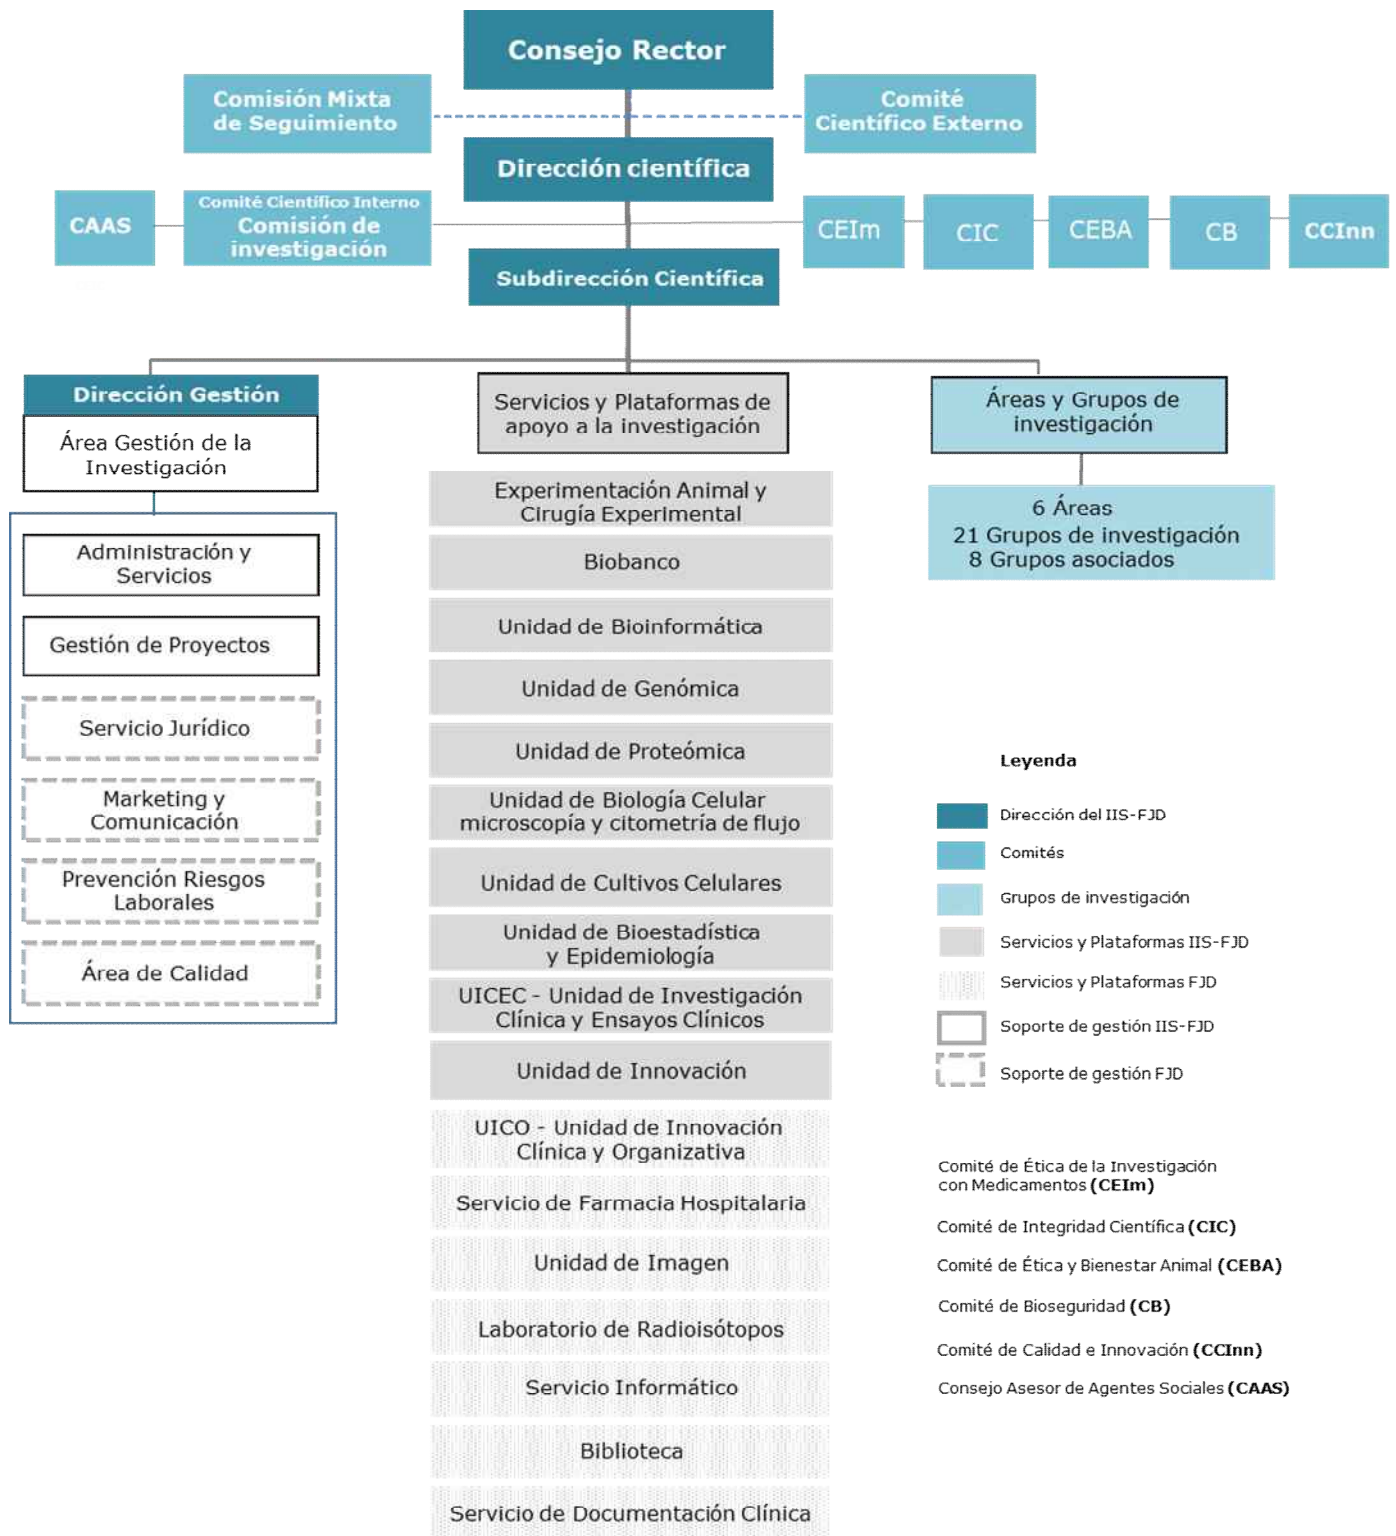 Consejo Rector
Comisión Mixta
de Seguimiento
Comité
Científico Externo
Dirección científica
CAAS
Comité Científico Interno
Comisión de
investigación
CEIm
CIC
CEBA
CB
CCInn
Subdirección Científica
Dirección Gestión
Área Gestión de la
Investigación
Administración y
Servicios
Gestión de Proyectos
Servicio Jurídico
Marketing y
Comunicación
Prevención Riesgos
Laborales
Área de Calidad
Servicios y Plataformas de
apoyo a la investigación
Experimentación Animal y
Cirugía Experimental
Biobanco
Unidad de Bioinformática
Unidad de Genómica
Unidad de Proteómica
Unidad de Biología Celular
microscopía y citometría de flujo
Unidad de Cultivos Celulares
Unidad de Bioestadística
y Epidemiología
UICEC - Unidad de Investigación
Clínica y Ensayos Clínicos
Unidad de Innovación
UICO - Unidad de Innovación
Clínica y Organizativa
Servicio de Farmacia Hospitalaria
Unidad de Imagen
Laboratorio de Radioisótopos
Servicio Informático
Biblioteca
Servicio de Documentación Clínica
Áreas y Grupos de
investigación
6 Áreas
21 Grupos de investigación
8 Grupos asociados
Leyenda
Dirección del IIS-FJD
Comités
Grupos de investigación
Servicios y Plataformas IIS-FJD
Servicios y Plataformas FJD
Soporte de gestión IIS-FJD
Soporte de gestión FJD
Comité de Ética de la Investigación
con Medicamentos (CEIm)
Comité de Integridad Científica (CIC)
Comité de Ética y Bienestar Animal (CEBA)
Comité de Bioseguridad (CB)
Comité de Calidad e Innovación (CCInn)
Consejo Asesor de Agentes Sociales (CAAS)